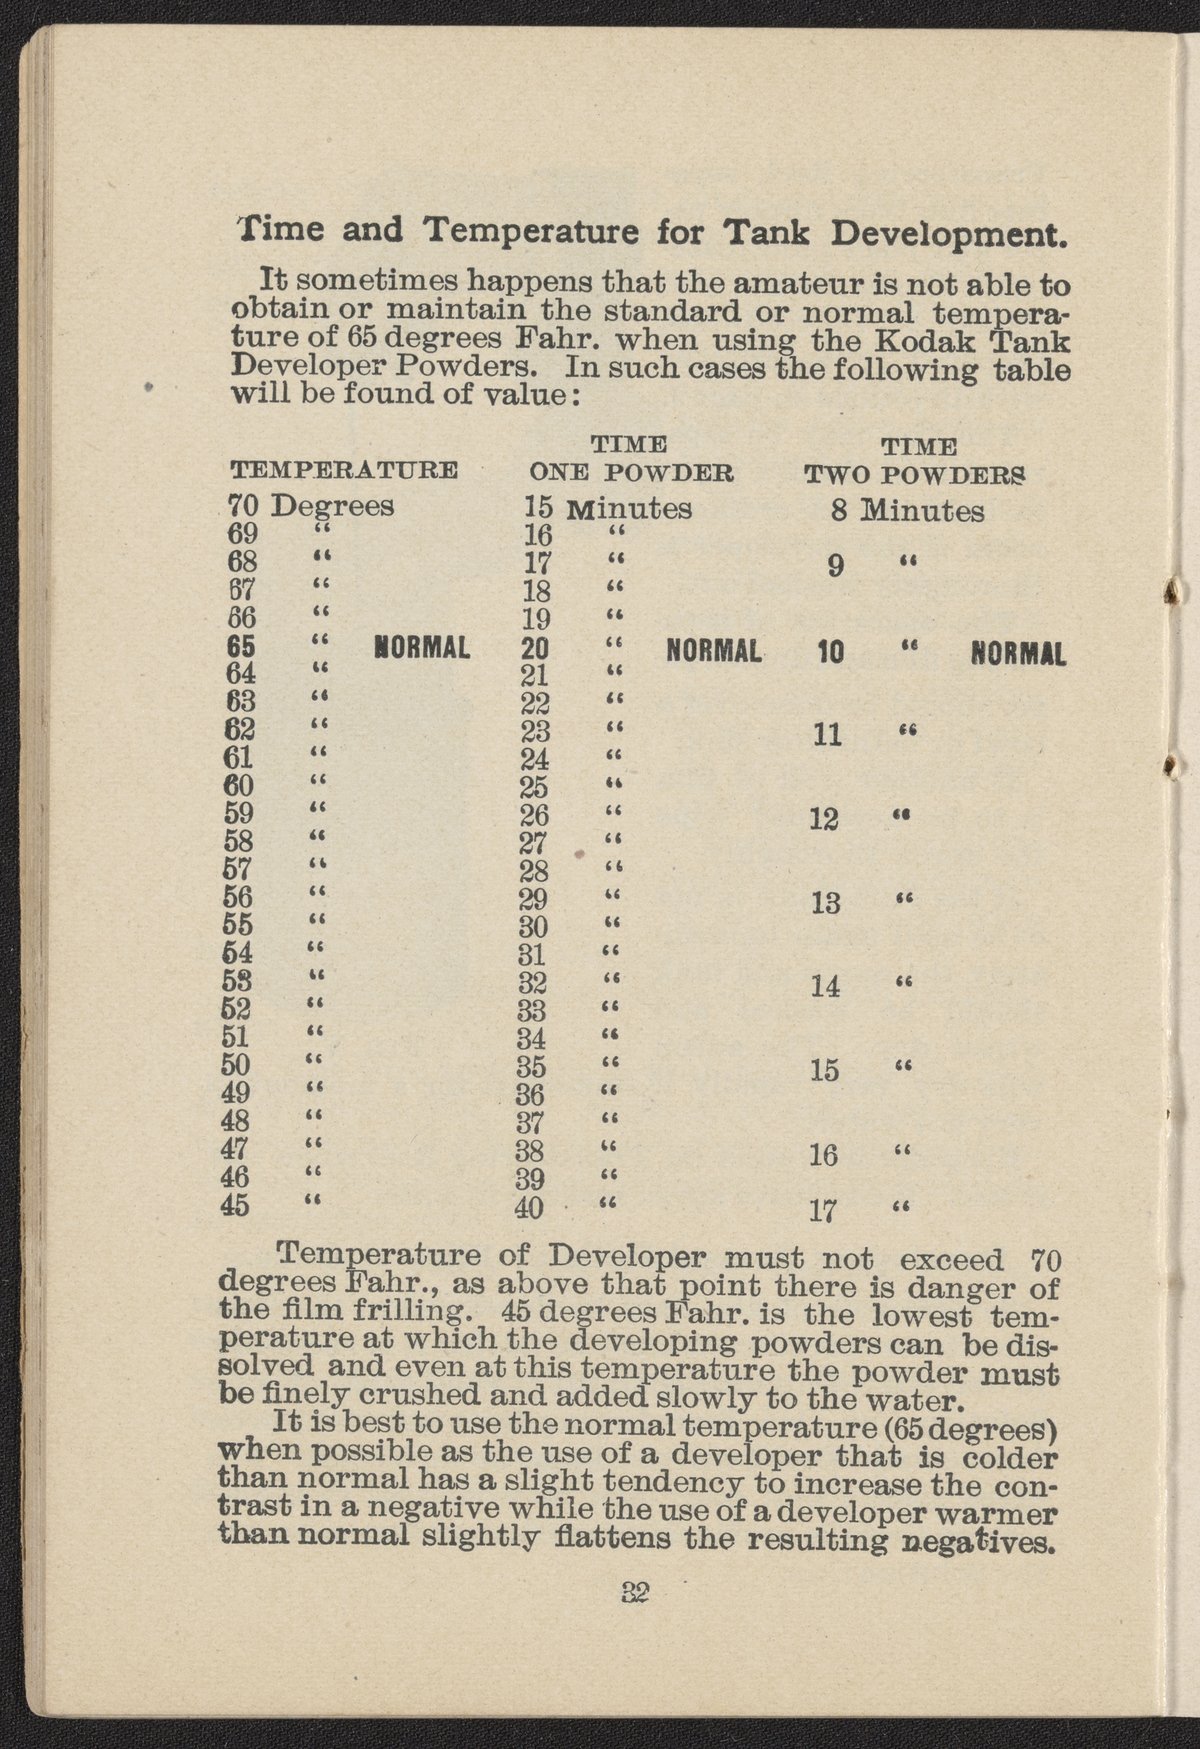 Time and Temperature for Tank Development.
It sometimes happens that the amateur is not able to
obtain or maintain the standard or normal tempera-
ture of 65 degrees Fahr. when using the Kodak Tank
Developer Powders. In such cases the following table
will be found of value:
TIME TIME
TEMPERATURE ONE POWDER TWO POWDERS
70 Degrees 15 Minutes 8 Minutes
69 “ 16 “
68 “ 17 “ 9 “
67 “ 18 “
66 “ 19 “
65 “ NORMAL 20 “ NORMAL 10 “ NORMAL
64 “ 21 “
63 “ 22 “
62 “ 23 “ 11 “
61 “ 24 “
60 “ 25 “
59 “ 26 “ 12 “
58 “ 27 “
57 “ 28 “
56 “ 29 “ 13 “
55 “ 30 “
54 “ 31 “
53 “ 32 “ 14 “
52 “ 33 “
51 “ 34 “
50 “ 35 “ 15 “
49 “ 36 “
48 “ 37 “
47 “ 38 “ 16 “
46 “ 39 “
45 “ 40 “ 17 “
Temperature of Developer must not exceed 70
degrees Fahr., as above that point there is danger of
the film frilling. 45 degrees Fahr. is the lowest tem-
perature at which the developing powders can be dis-
solved and even at this temperature the powder must
be finely crushed and added slowly to the water.
It is best to use the normal temperature (65 degrees)
when possible as the use of a developer that is colder
than normal has a slight tendency to increase the con-
trast in a negative while the use of a developer warmer
than normal slightly flattens the resulting negatives.
32